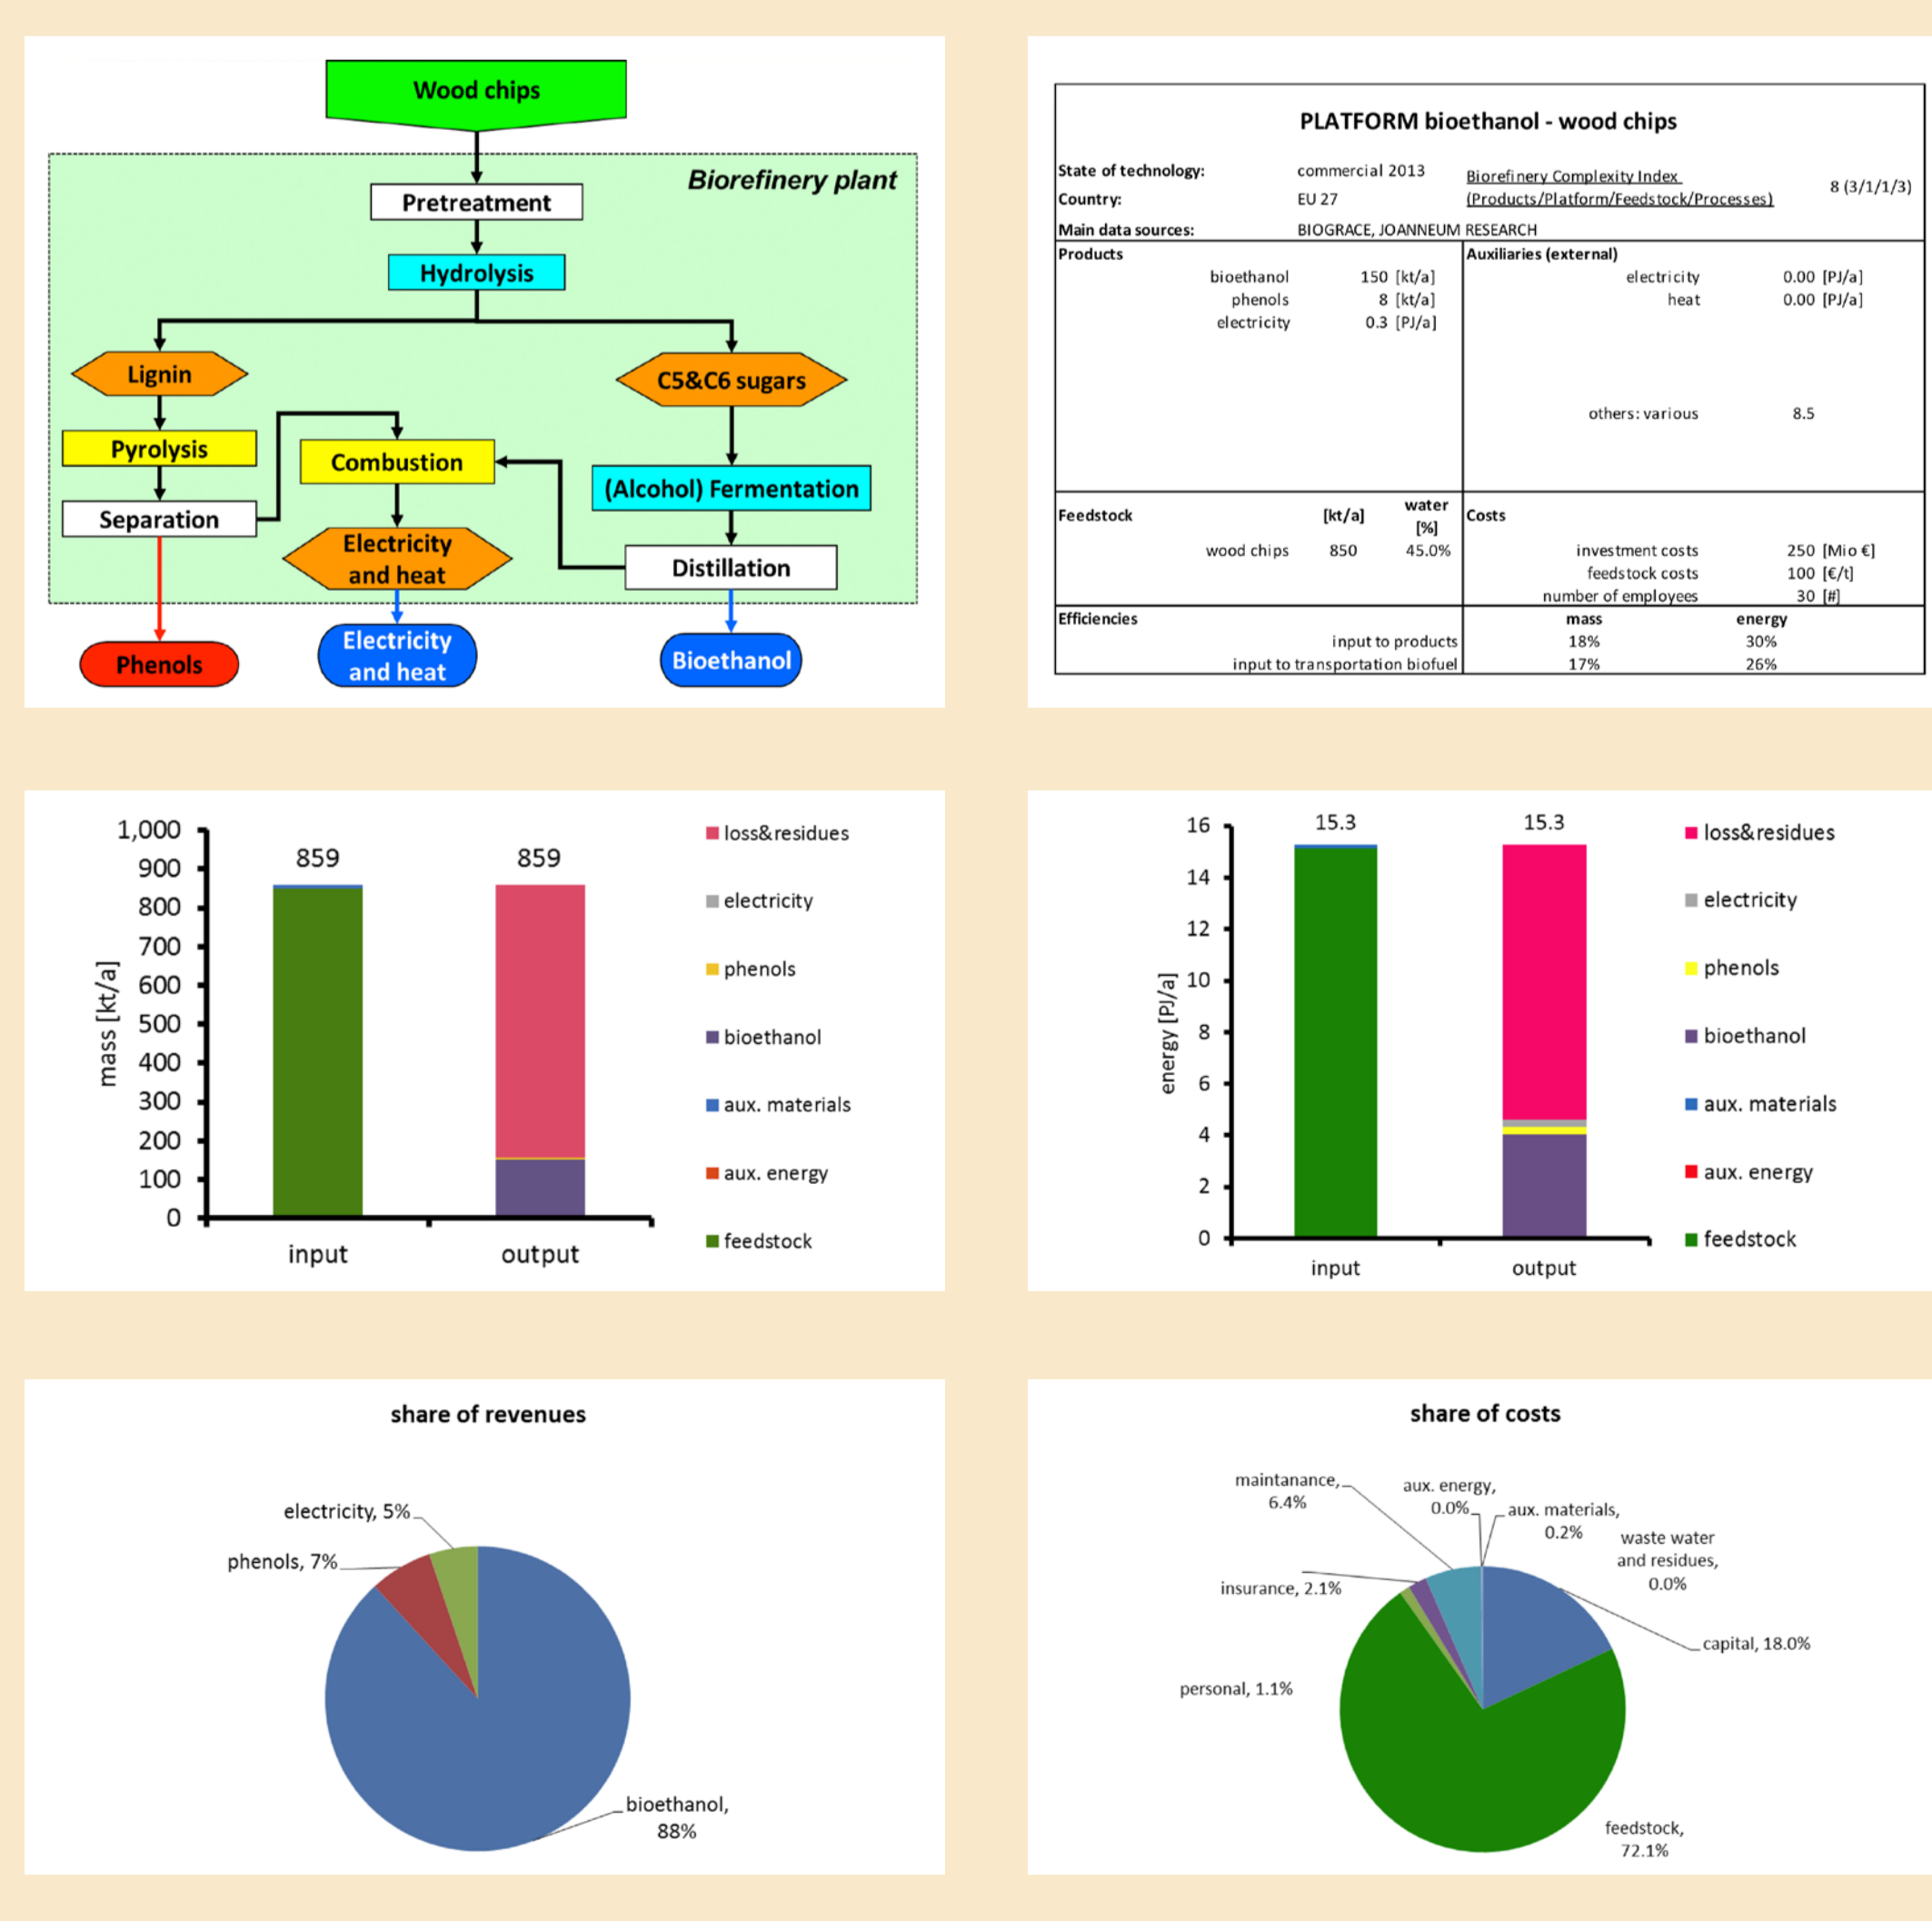 Wood chips
Biorefinery plant
Pretreatment
Hydrolysis
Lignin
C5&C6 sugars
Pyrolysis
Combustion
(Alcohol) Fermentation
Separation
Electricity
and heat
Distillation
Phenols
Electricity
and heat
Bioethanol
PLATFORM bioethanol - wood chips
State of technology: commercial 2013 Biorefinery Complexity Index 8 (3/1/1/3)
Country: EU 27 (Products/Platform/Feedstock/Processes)
Main data sources: BIOGRACE, JOANNEUM RESEARCH
Products Auxiliaries (external)
bioethanol 150 [kt/a] electricity 0.00 [PJ/a]
phenols 8 [kt/a] heat 0.00 [PJ/a]
electricity 0.3 [PJ/a]
others: various 8.5
Feedstock [kt/a] water [%] Costs
wood chips 850 45.0% investment costs 250 [Mio €]
feedstock costs 100 [€/t]
number of employees 30 [#]
Efficiencies mass energy
input to products 18% 30%
input to transportation biofuel 17% 26%
mass [kt/a]
1,000
900
800
700
600
500
400
300
200
100
0
859
859
input
output
loss&residues
electricity
phenols
bioethanol
aux. materials
aux. energy
feedstock
energy [PJ/a]
16
14
12
10
8
6
4
2
0
15.3
15.3
input
output
loss&residues
electricity
phenols
bioethanol
aux. materials
aux. energy
feedstock
share of revenues
electricity, 5%
phenols, 7%
bioethanol,
88%
share of costs
maintanance,
6.4%
aux. energy,
0.0%
aux. materials,
0.2%
waste water
and residues,
0.0%
insurance, 2.1%
capital, 18.0%
personal, 1.1%
feedstock,
72.1%